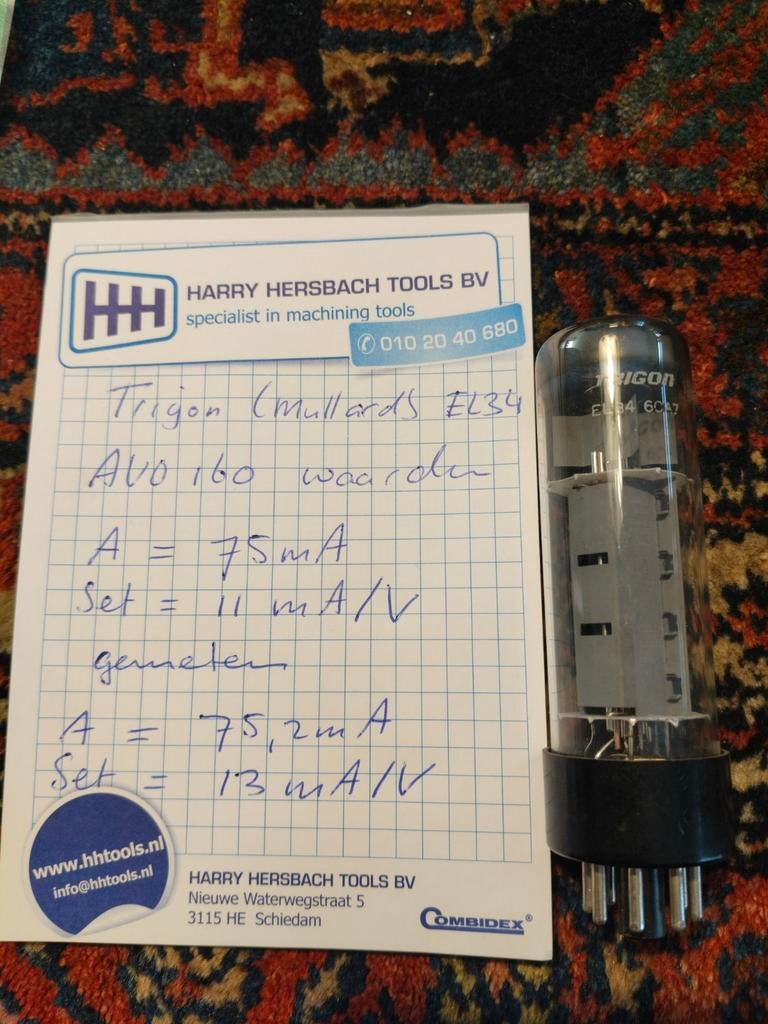 HARRY HERSBACH TOOLS BV
specialist in machining tools
✆ 010 20 40 680
Trigon (Mullard) EL34
AVO 160 waarden
A = 75mA
Set = 11 mA/V
gemeten
A = 75,2mA
Set = 13 mA/V
www.hhtools.nl
info@hhtools.nl
HARRY HERSBACH TOOLS BV
Nieuwe Waterwegstraat 5
3115 HE Schiedam
COMBIDEX®
TRIGON
EL34 6CA7